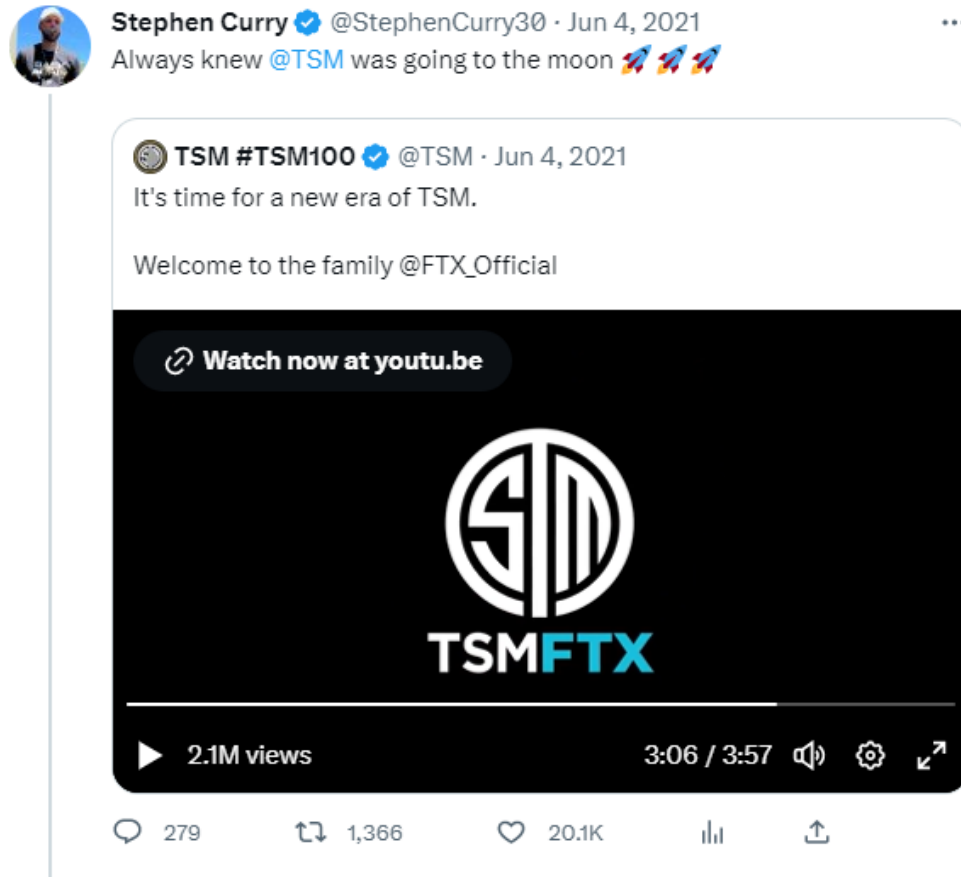 Stephen Curry @StephenCurry30 · Jun 4, 2021
Always knew @TSM was going to the moon 🚀🚀🚀
TSM #TSM100 @TSM · Jun 4, 2021
It's time for a new era of TSM.
Welcome to the family @FTX_Official
Watch now at youtu.be
TSM
TSMFTX
2.1M views 3:06 / 3:57
279 1,366 20.1K